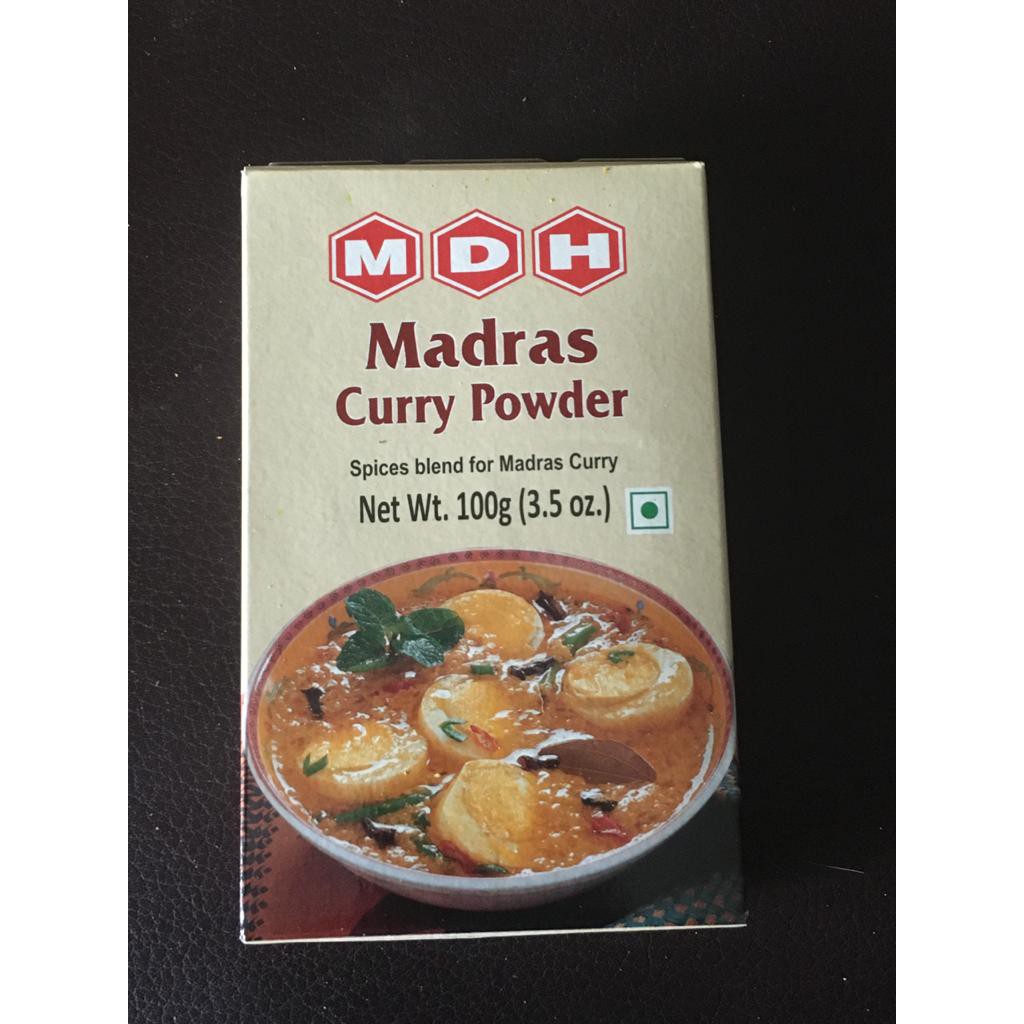 MDH
Madras
Curry Powder
Spices blend for Madras Curry
Net Wt. 100g (3.5 oz.)